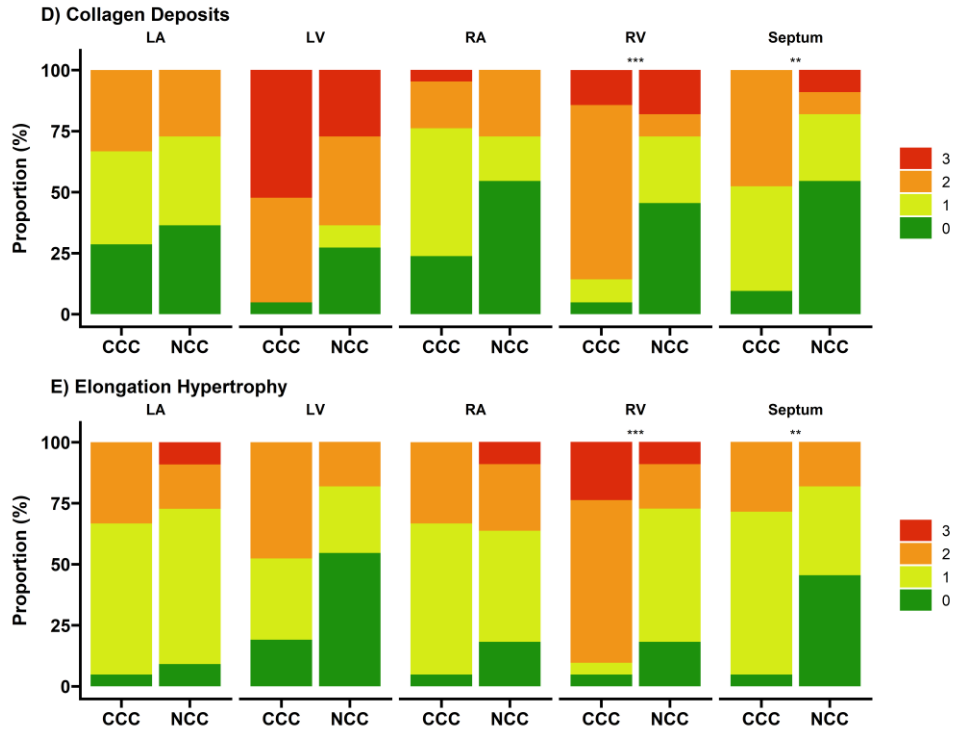 D) Collagen Deposits
LA LV RA RV Septum
*** **
100
75
50
25
0
Proportion (%)
CCC NCC CCC NCC CCC NCC CCC NCC CCC NCC
3
2
1
0
E) Elongation Hypertrophy
LA LV RA RV Septum
*** **
100
75
50
25
0
Proportion (%)
CCC NCC CCC NCC CCC NCC CCC NCC CCC NCC
3
2
1
0